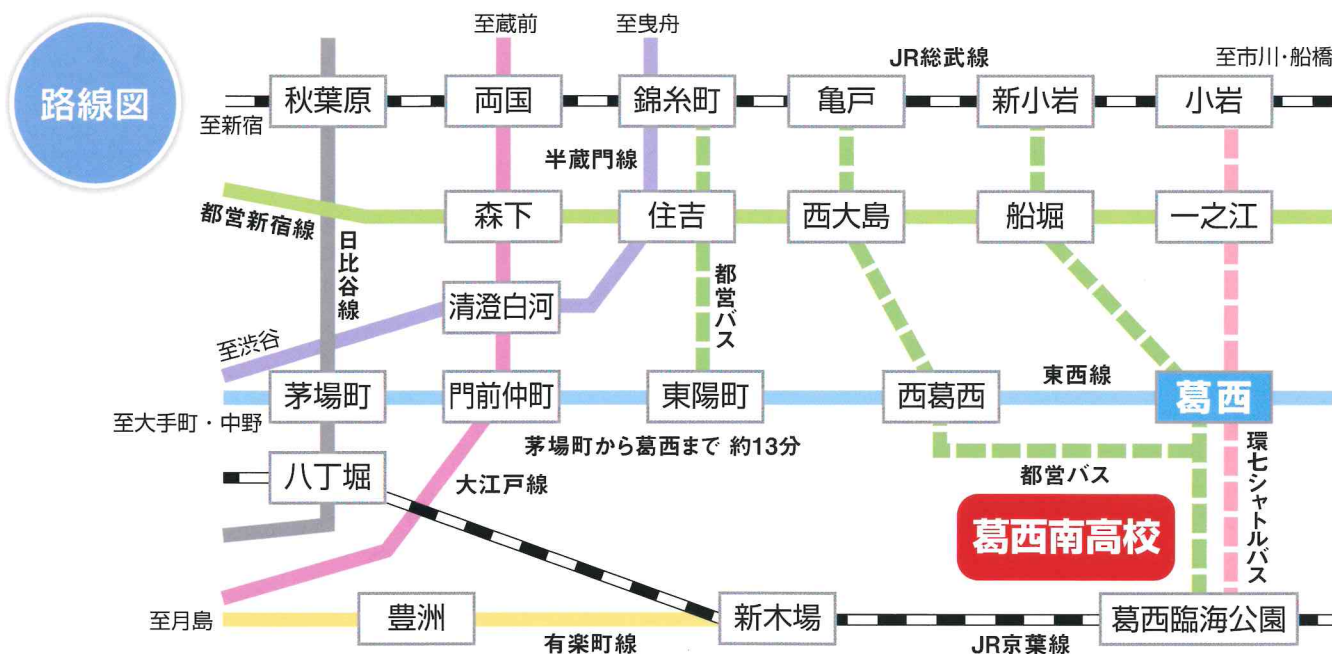 路線図
至蔵前
至曳舟
JR総武線
至市川・船橋
秋葉原
両国
錦糸町
亀戸
新小岩
小岩
至新宿
半蔵門線
都営新宿線
森下
住吉
西大島
船堀
一之江
日比谷線
清澄白河
都営バス
至渋谷
東西線
茅場町
門前仲町
東陽町
西葛西
葛西
至大手町・中野
茅場町から葛西まで 約13分
八丁堀
大江戸線
都営バス
環七シャトルバス
葛西南高校
至月島
豊洲
新木場
葛西臨海公園
有楽町線
JR京葉線